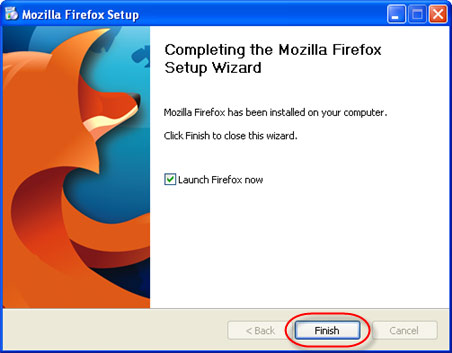 Mozilla Firefox Setup
Completing the Mozilla Firefox
Setup Wizard
Mozilla Firefox has been installed on your computer.
Click Finish to close this wizard.
Launch Firefox now
< Back
Finish
Cancel